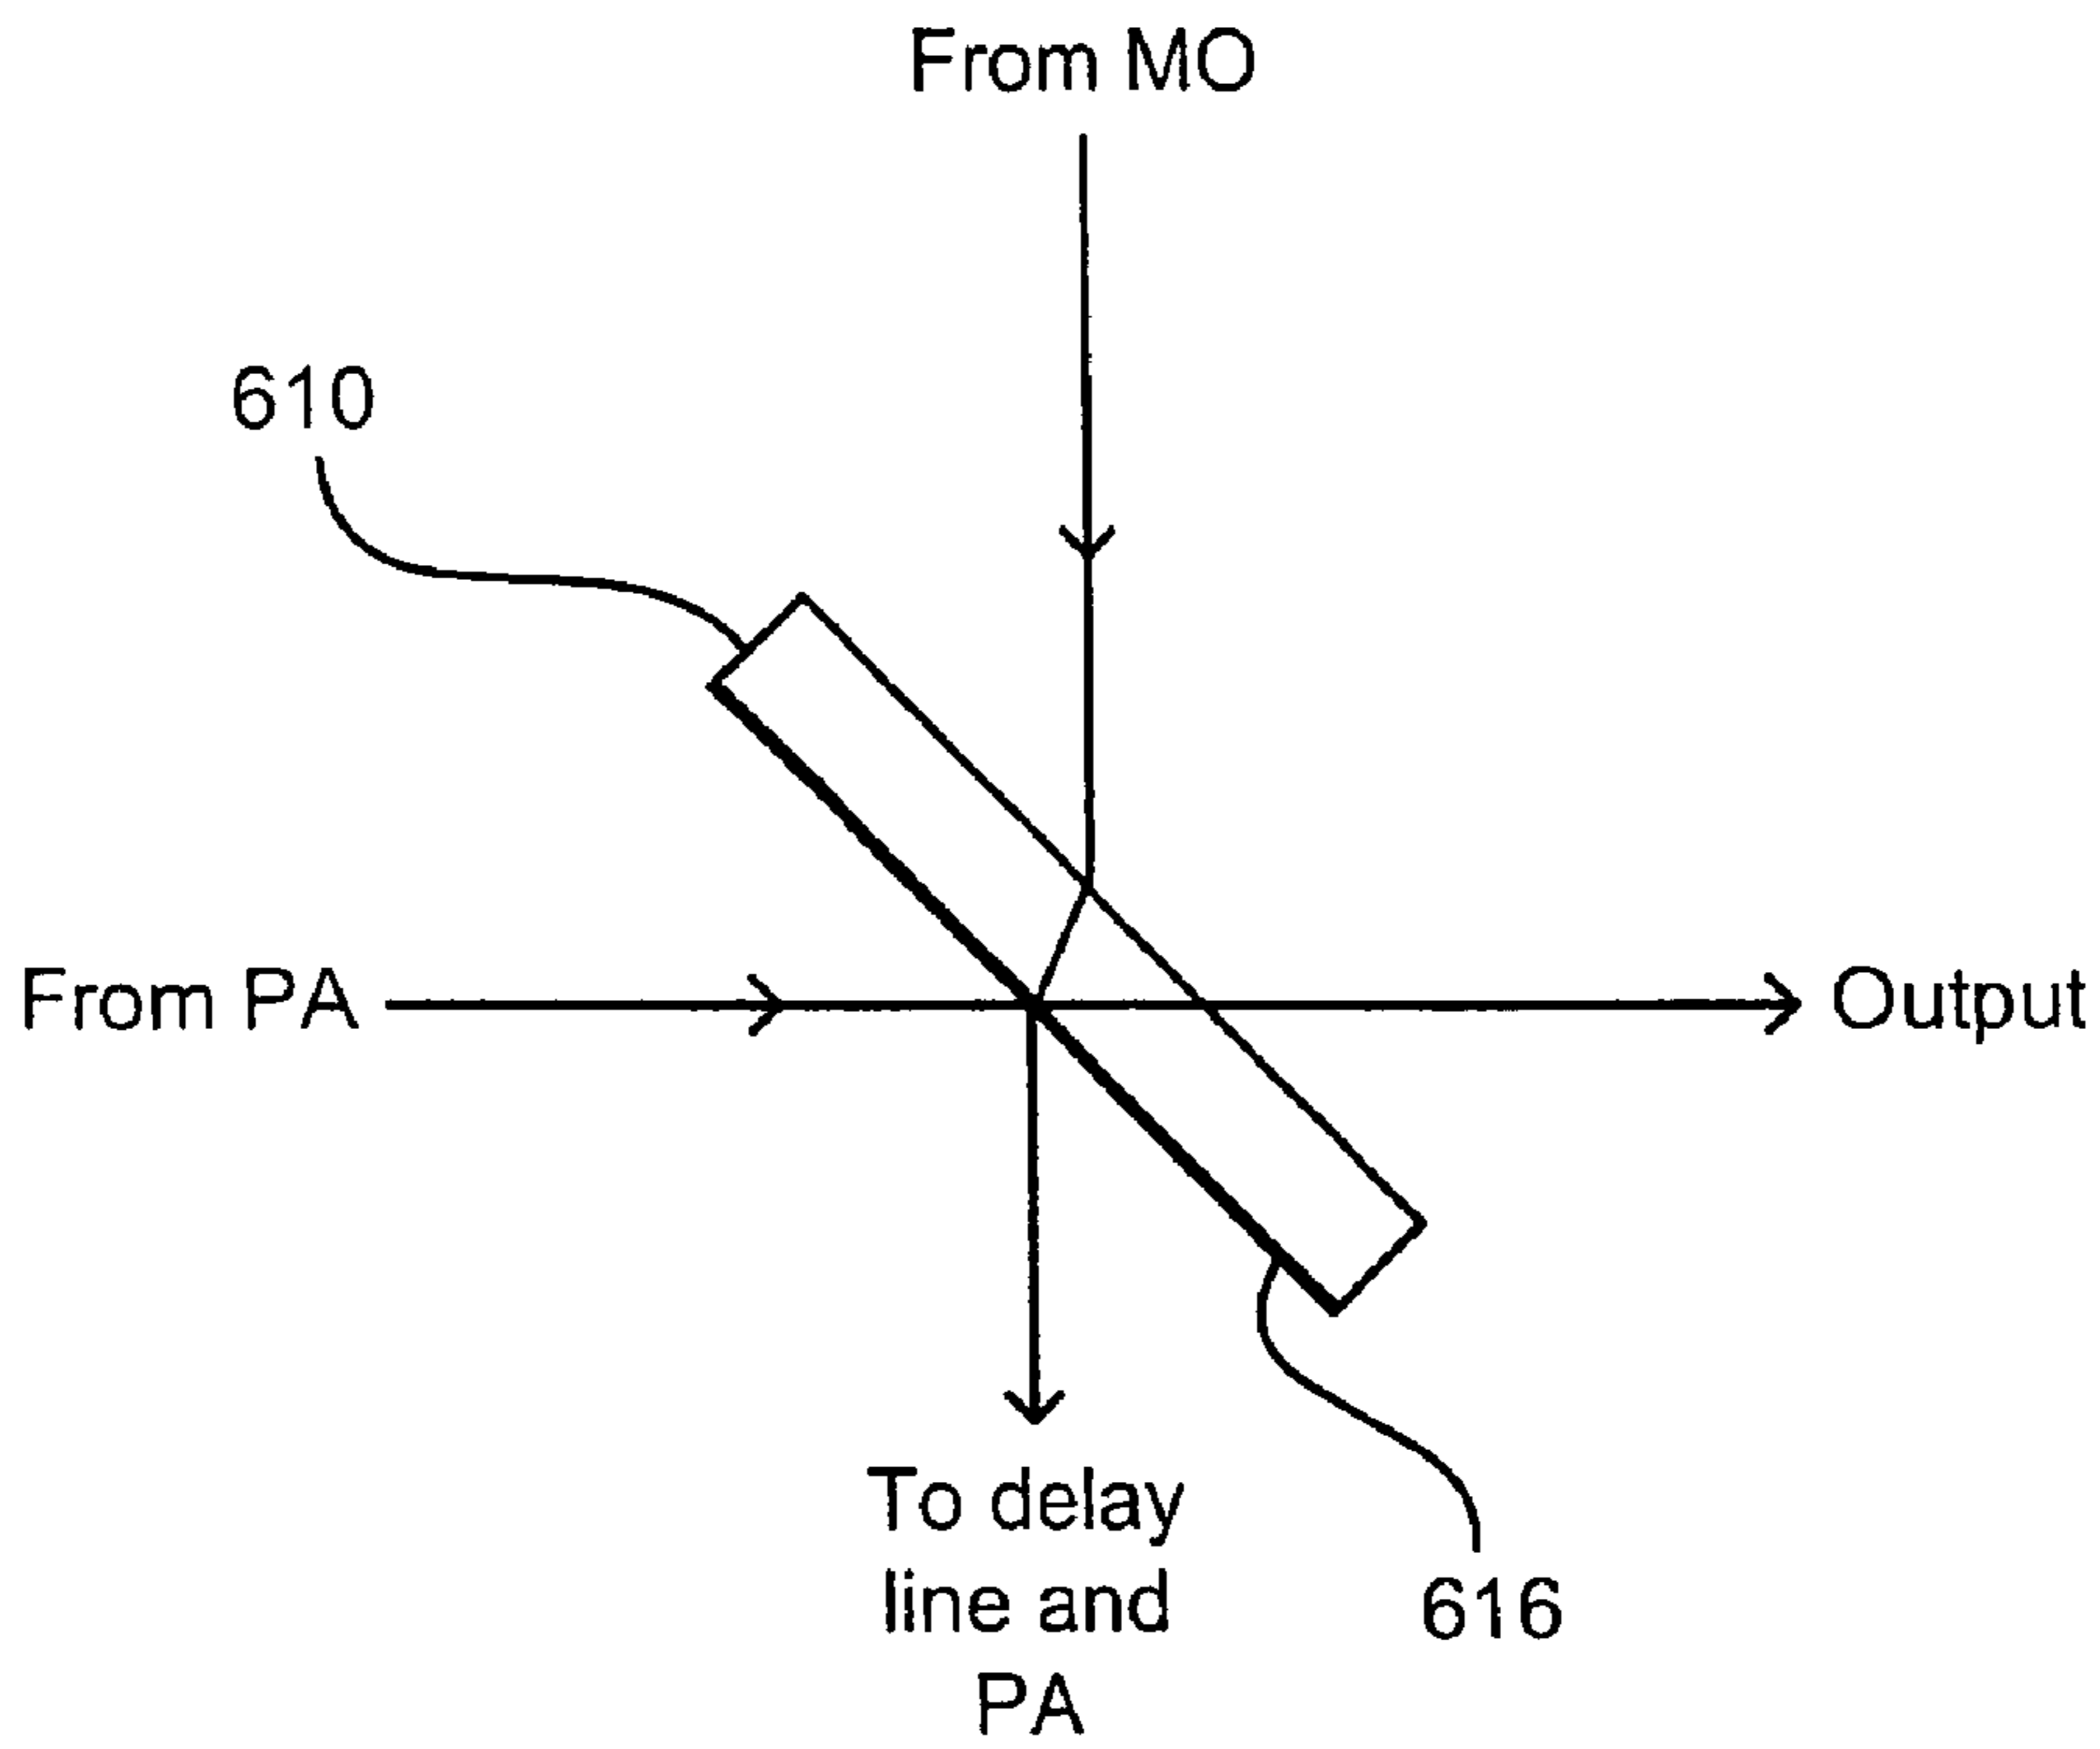 From MO
610
From PA
Output
To delay
line and
PA
616